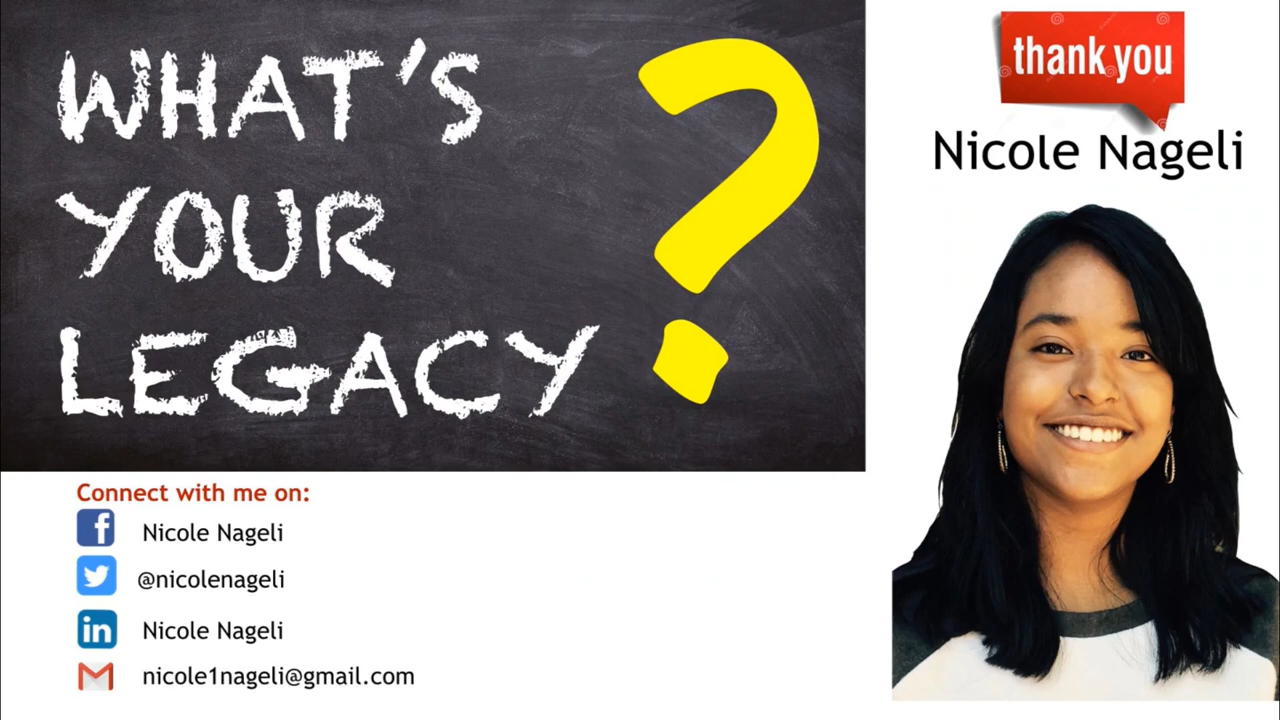 WHAT'S
YOUR
LEGACY?
thank you
Nicole Nageli
Connect with me on:
f Nicole Nageli
@nicolenageli
in Nicole Nageli
nicole1nageli@gmail.com